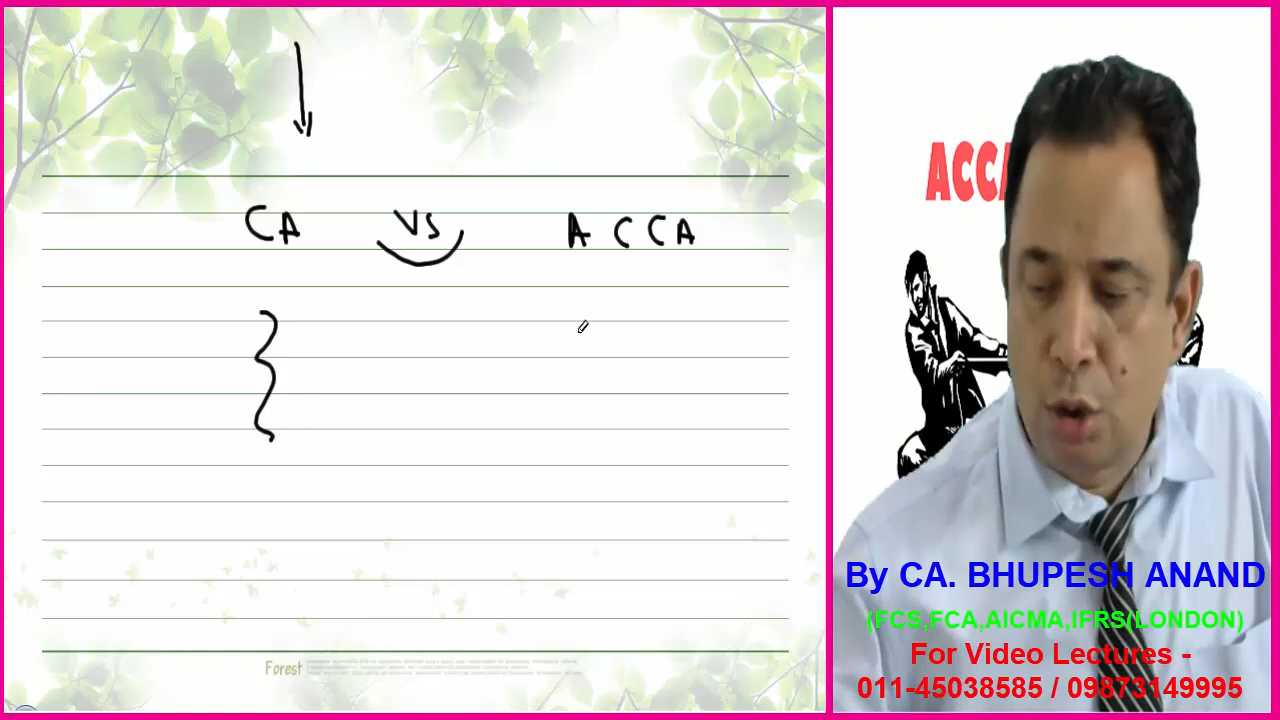 CA VS ACCA
ACCA
By CA. BHUPESH ANAND
(FCS,FCA,AICMA,IFRS(LONDON)
For Video Lectures -
011-45038585 / 09873149995
Forest